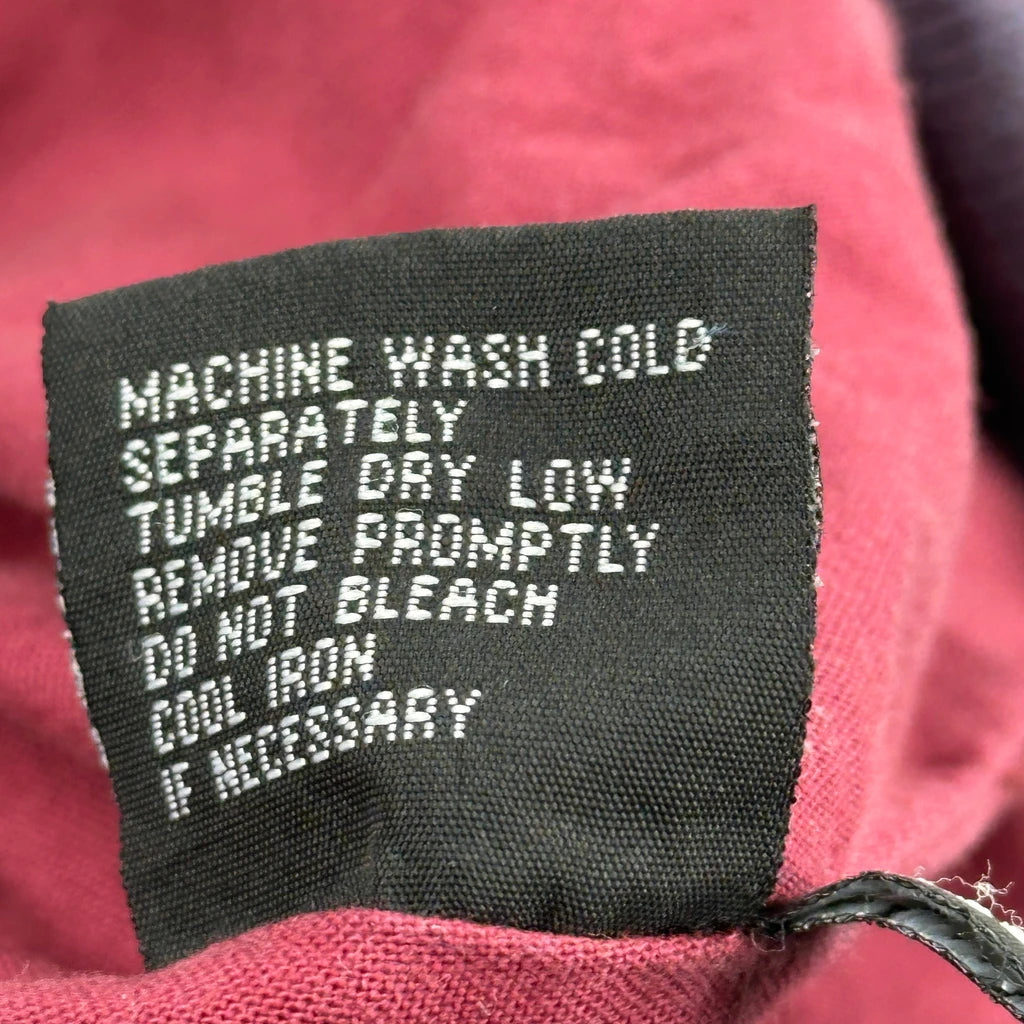 MACHINE WASH COLD
SEPARATELY
TUMBLE DRY LOW
REMOVE PROMPTLY
DO NOT BLEACH
COOL IRON
IF NECESSARY